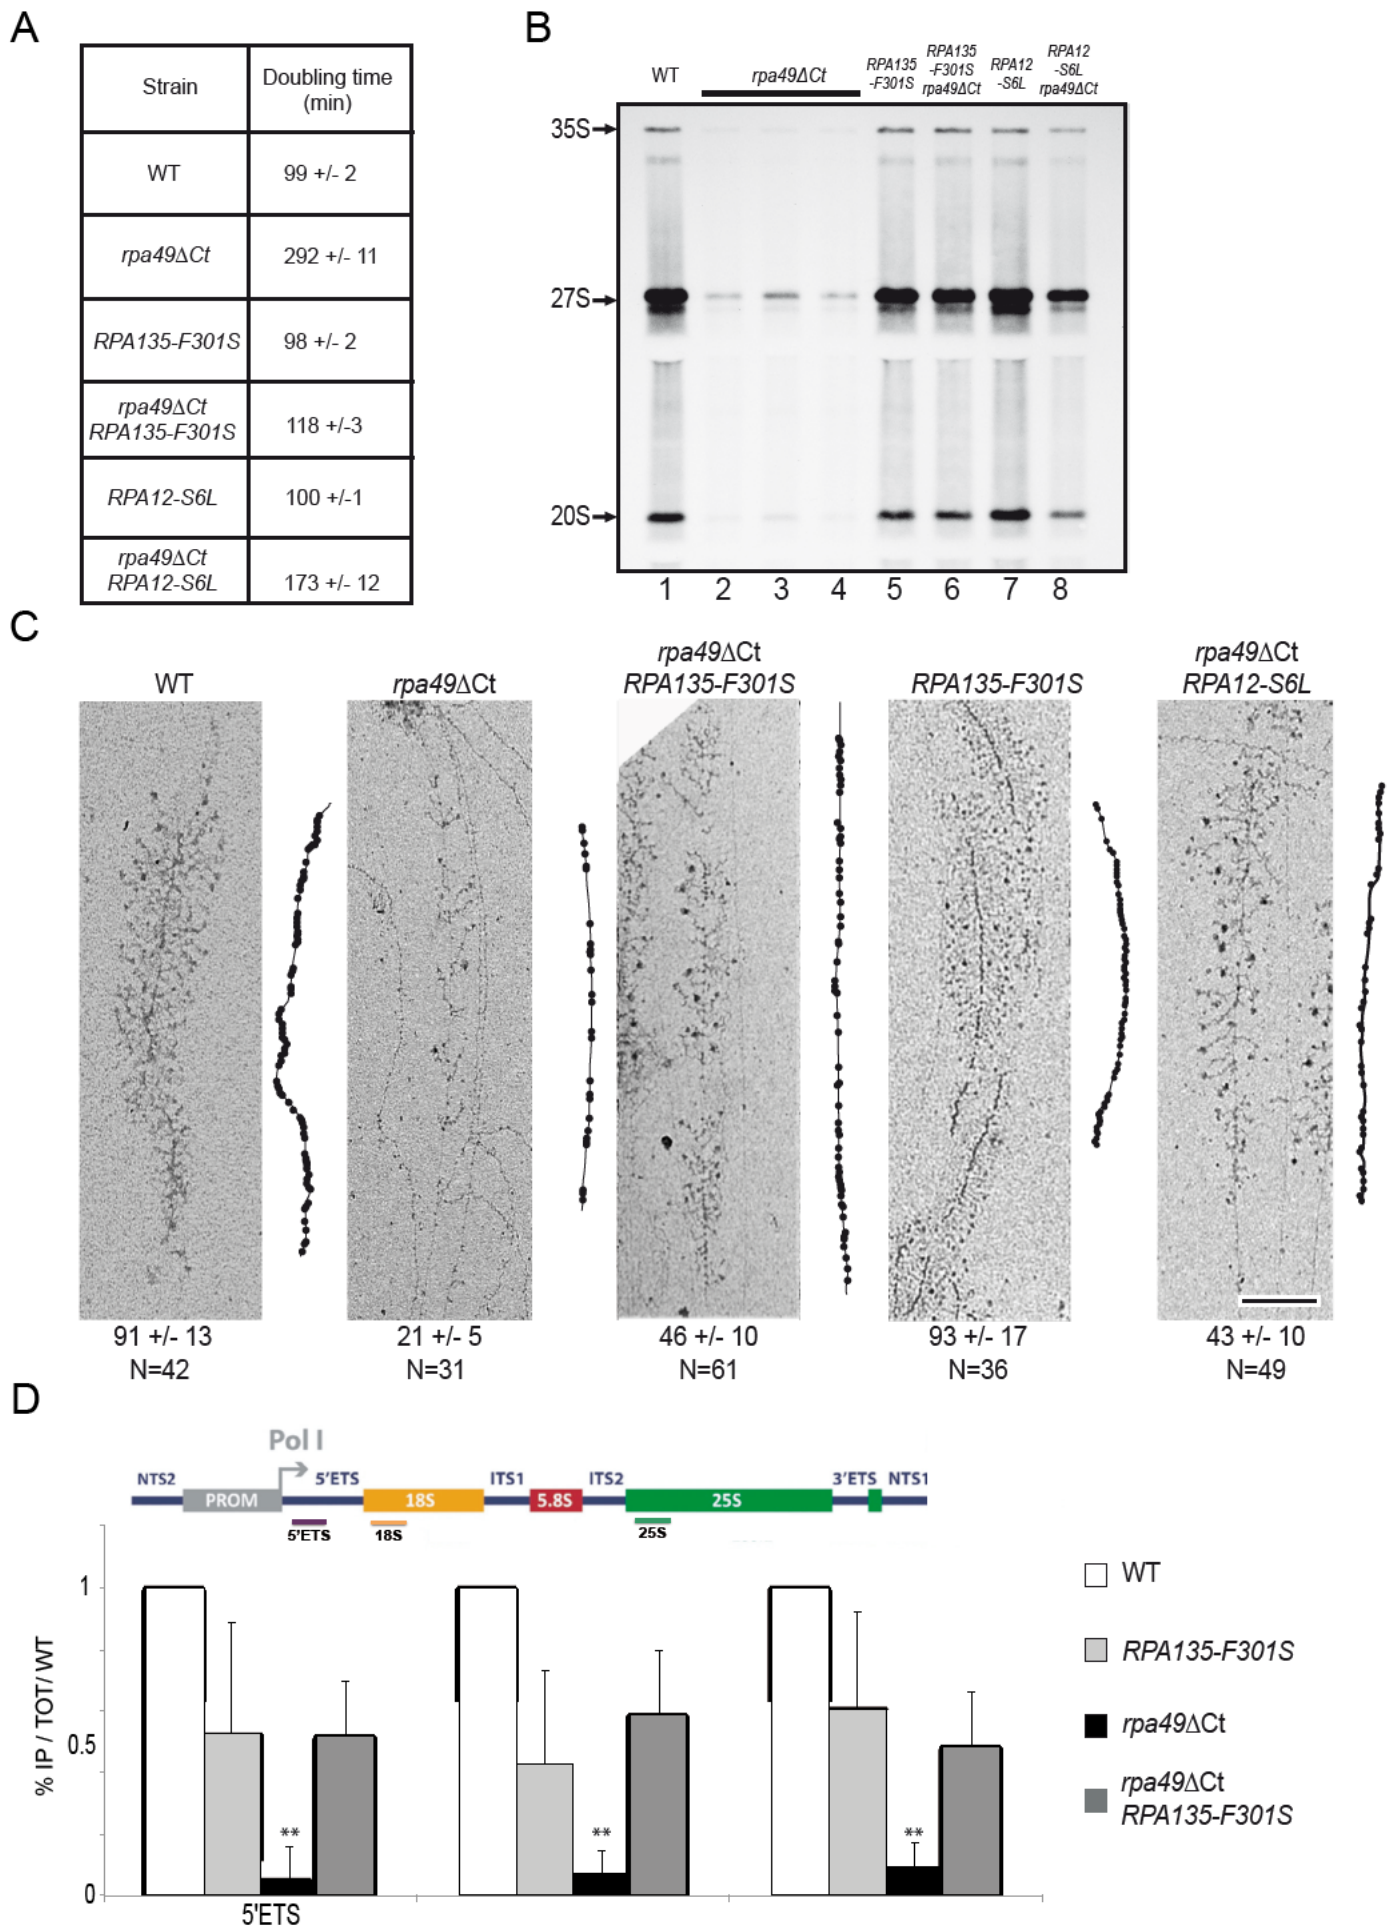 A
Strain
Doubling time
(min)
WT
99 +/- 2
rpa49ΔCt
292 +/- 11
RPA135-F301S
98 +/- 2
rpa49ΔCt
RPA135-F301S
118 +/-3
RPA12-S6L
100 +/-1
rpa49ΔCt
RPA12-S6L
173 +/- 12
B
WT
rpa49ΔCt
RPA135
-F301S
RPA135
-F301S
rpa49ΔCt
RPA12
-S6L
RPA12
-S6L
rpa49ΔCt
35S
27S
20S
1 2 3 4 5 6 7 8
C
WT
rpa49ΔCt
rpa49ΔCt
RPA135-F301S
RPA135-F301S
rpa49ΔCt
RPA12-S6L
91 +/- 13
N=42
21 +/- 5
N=31
46 +/- 10
N=61
93 +/- 17
N=36
43 +/- 10
N=49
D
Pol I
NTS2 5'ETS ITS1 ITS2 3'ETS NTS1
PROM 18S 5.8S 25S
5'ETS 18S 25S
% IP / TOT/ WT
1
0.5
0
** ** **
5'ETS
WT
RPA135-F301S
rpa49ΔCt
rpa49ΔCt
RPA135-F301S